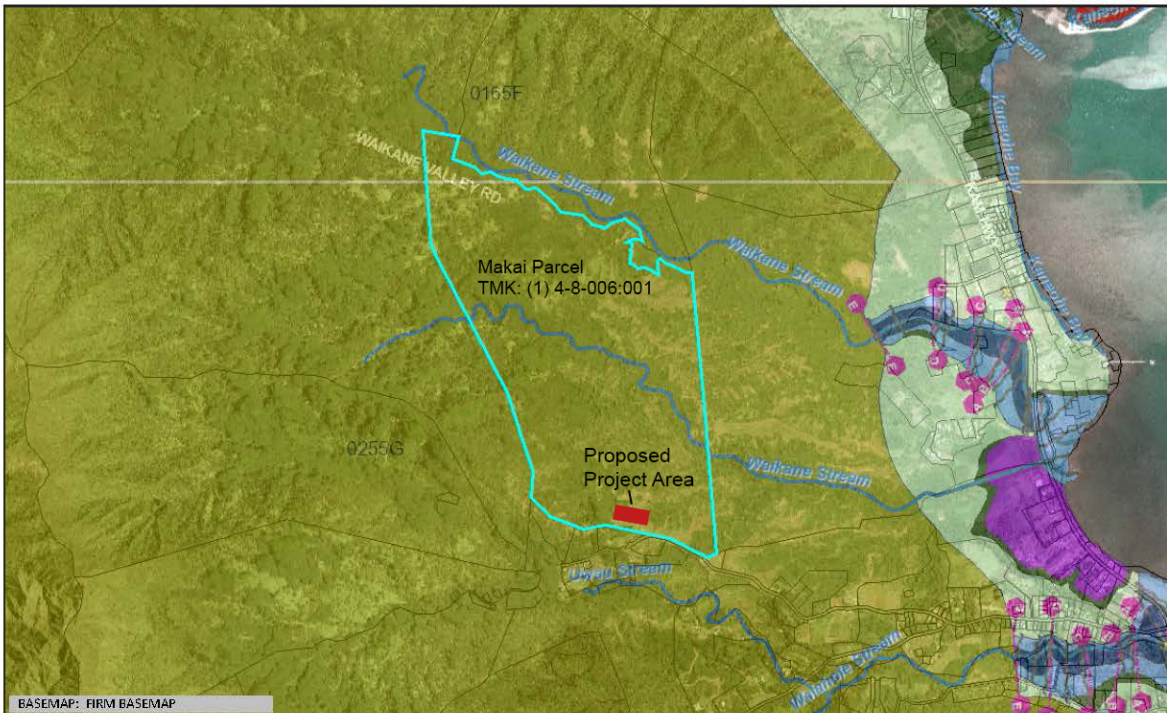 0155F
WAIKANE VALLEY RD
Waikane Stream
Waikane Stream
Makai Parcel
TMK: (1) 4-8-006:001
0255G
Proposed
Project Area
Waikane Stream
Uwau Stream
Waiahole Stream
Kaneohe Bay
BASEMAP: FIRM BASEMAP